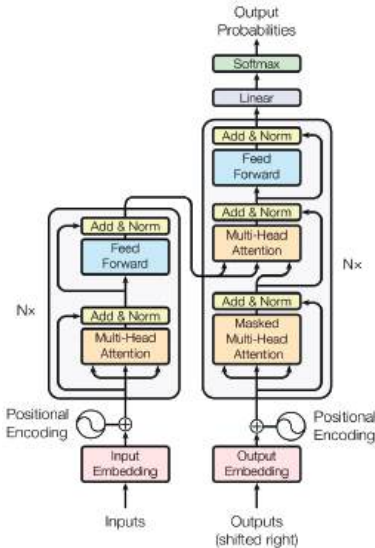 Output
Probabilities
Softmax
Linear
Add & Norm
Feed
Forward
Add & Norm
Multi-Head
Attention
Nx
Add & Norm
Masked
Multi-Head
Attention
Add & Norm
Feed
Forward
Nx
Add & Norm
Multi-Head
Attention
Positional
Encoding
Positional
Encoding
Input
Embedding
Output
Embedding
Inputs
Outputs
(shifted right)